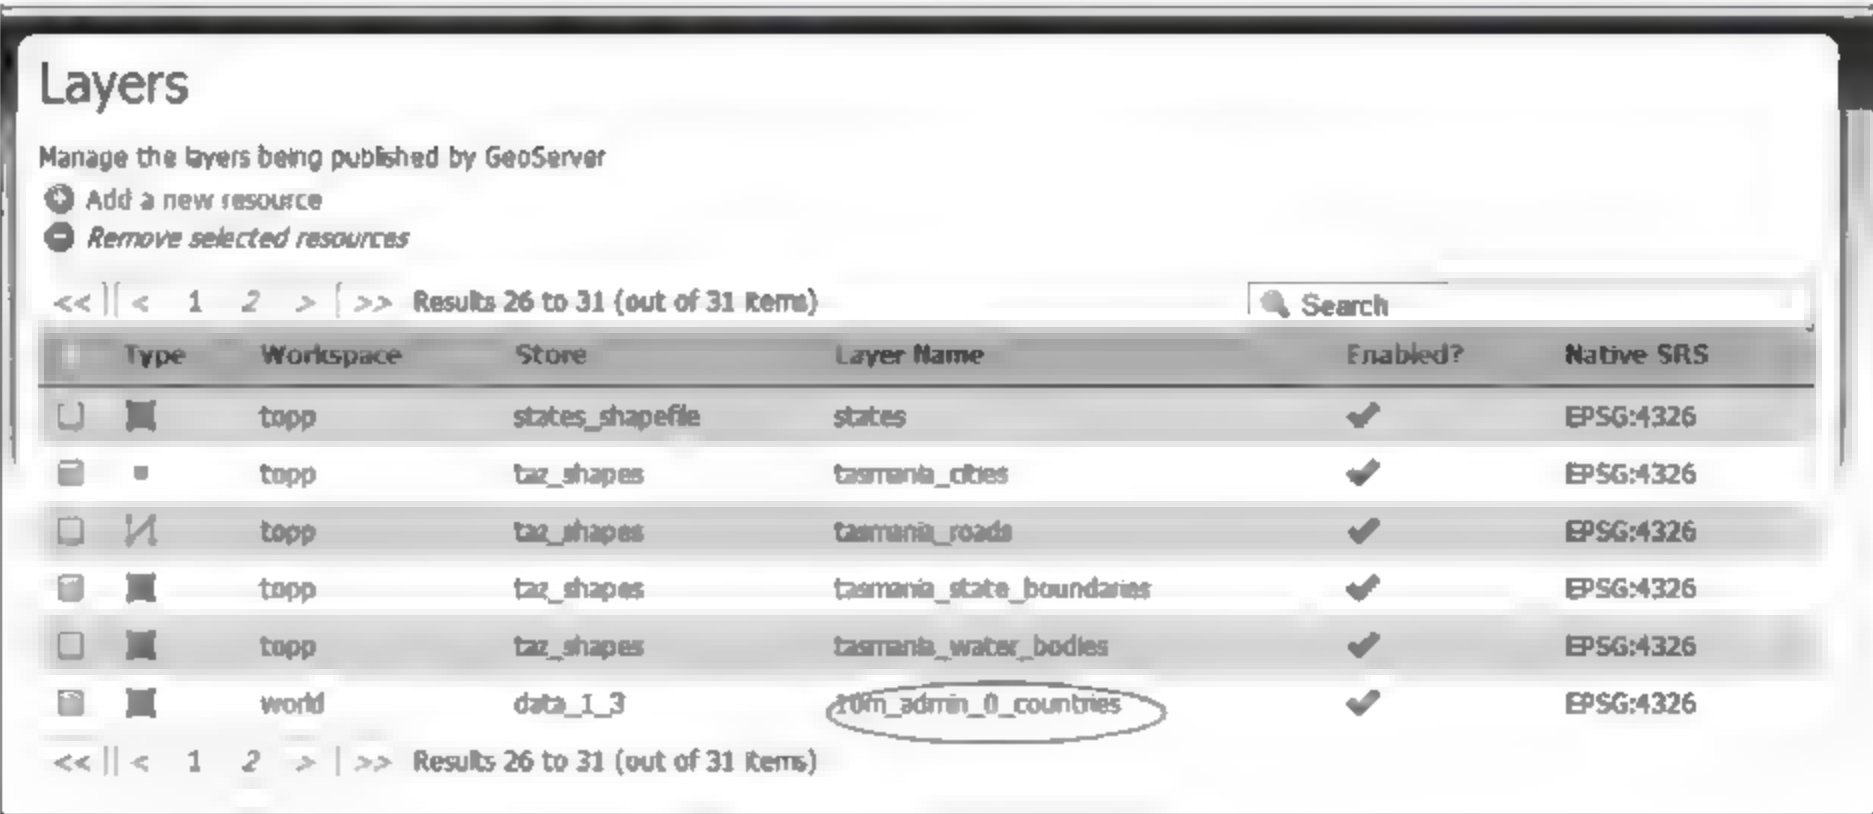 Layers
Manage the layers being published by GeoServer
Add a new resource
Remove selected resources
<< < 1 2 > >> Results 26 to 31 (out of 31 items) Search
Type Workspace Store Layer Name Enabled? Native SRS
topp states_shapefile states EPSG:4326
topp taz_shapes tasmania_cities EPSG:4326
topp taz_shapes tasmania_roads EPSG:4326
topp taz_shapes tasmania_state_boundaries EPSG:4326
topp taz_shapes tasmania_water_bodies EPSG:4326
world data_1_3 10m_admin_0_countries EPSG:4326
<< < 1 2 > >> Results 26 to 31 (out of 31 items)